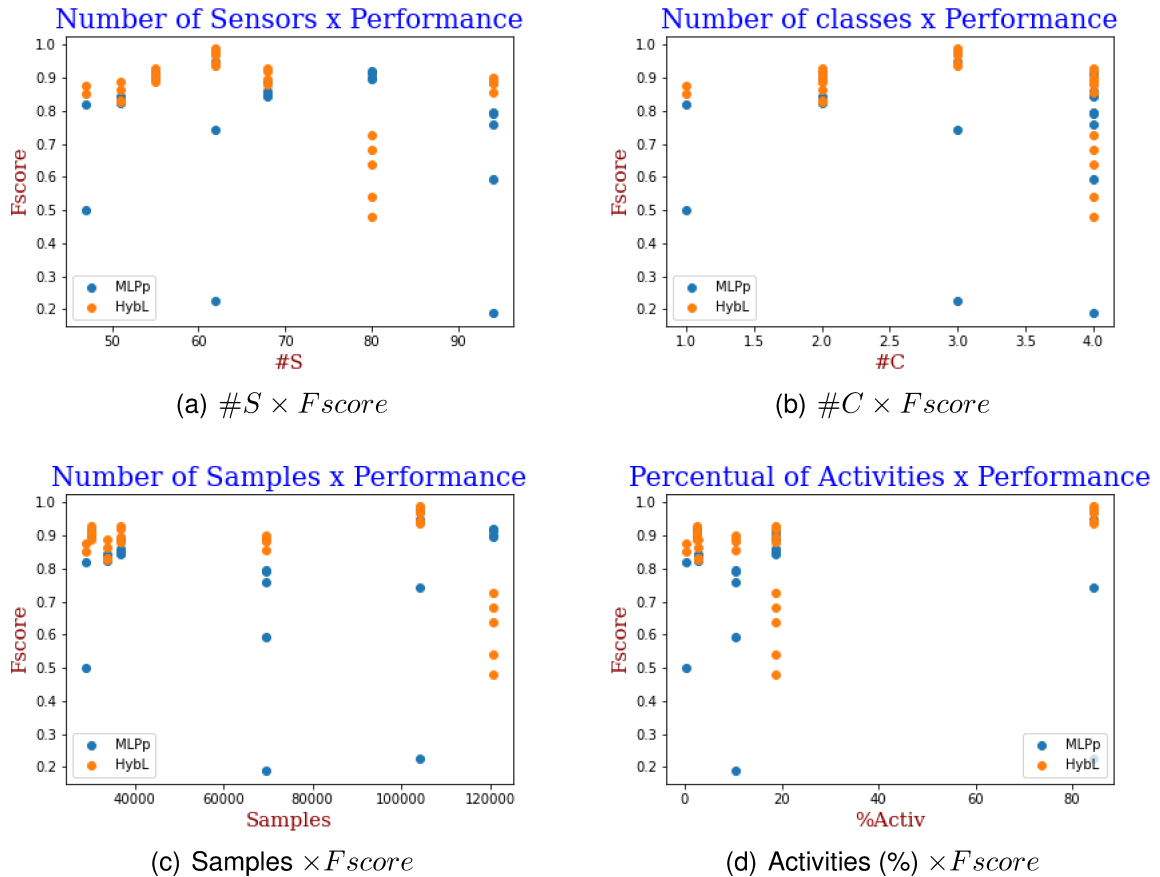 Number of Sensors x Performance
1.0
0.9
0.8
0.7
0.6
0.5
0.4
0.3
0.2
Fscore
MLPp
HybL
50
60
70
80
90
#S
(a) #S × Fscore
Number of classes x Performance
1.0
0.9
0.8
0.7
0.6
0.5
0.4
0.3
0.2
Fscore
MLPp
HybL
1.0
1.5
2.0
2.5
3.0
3.5
4.0
#C
(b) #C × Fscore
Number of Samples x Performance
1.0
0.9
0.8
0.7
0.6
0.5
0.4
0.3
0.2
Fscore
MLPp
HybL
40000
60000
80000
100000
120000
Samples
(c) Samples ×Fscore
Percentual of Activities x Performance
1.0
0.9
0.8
0.7
0.6
0.5
0.4
0.3
0.2
Fscore
MLPp
HybL
0
20
40
60
80
%Activ
(d) Activities (%) ×Fscore